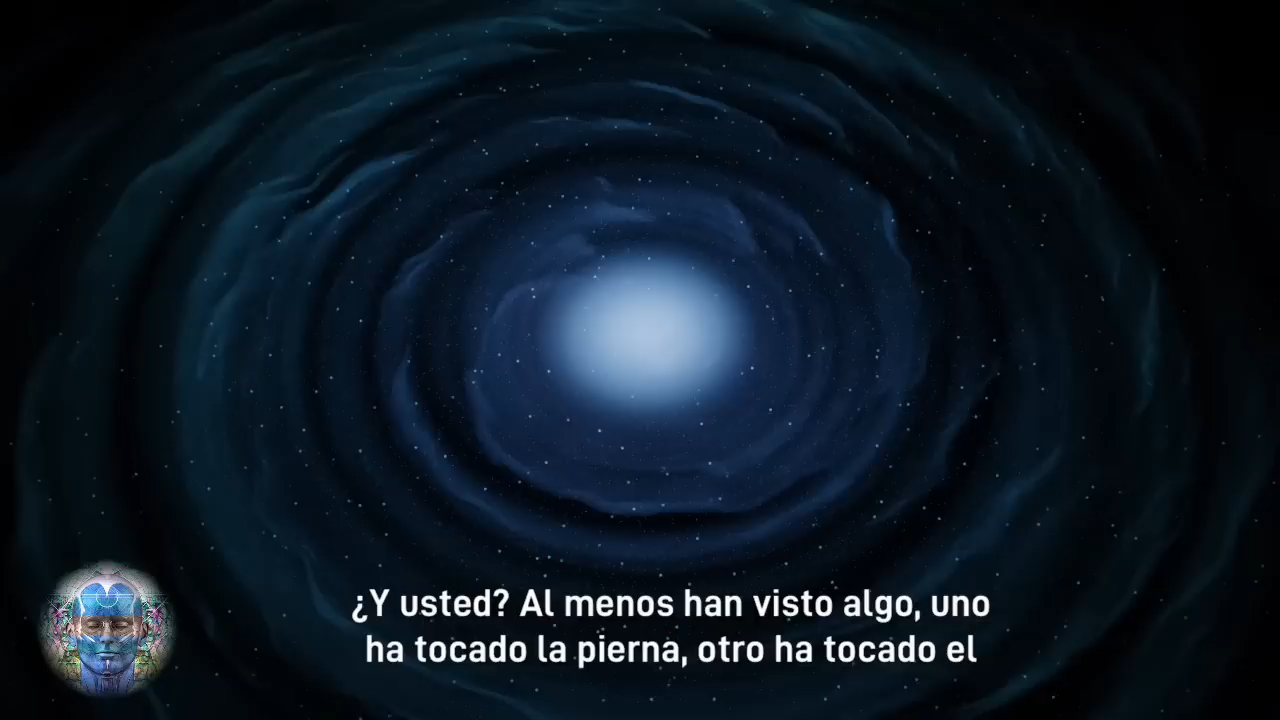 ¿Y usted? Al menos han visto algo, uno
ha tocado la pierna, otro ha tocado el